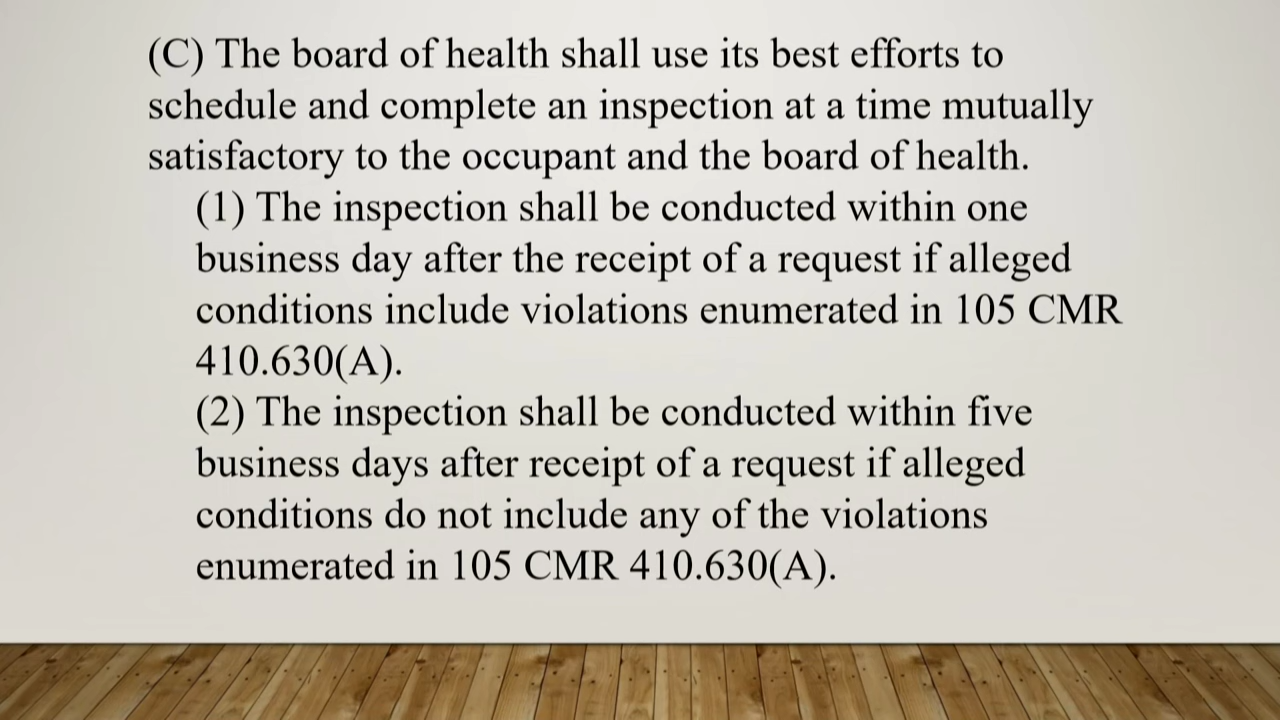 (C) The board of health shall use its best efforts to
schedule and complete an inspection at a time mutually
satisfactory to the occupant and the board of health.
(1) The inspection shall be conducted within one
business day after the receipt of a request if alleged
conditions include violations enumerated in 105 CMR
410.630(A).
(2) The inspection shall be conducted within five
business days after receipt of a request if alleged
conditions do not include any of the violations
enumerated in 105 CMR 410.630(A).